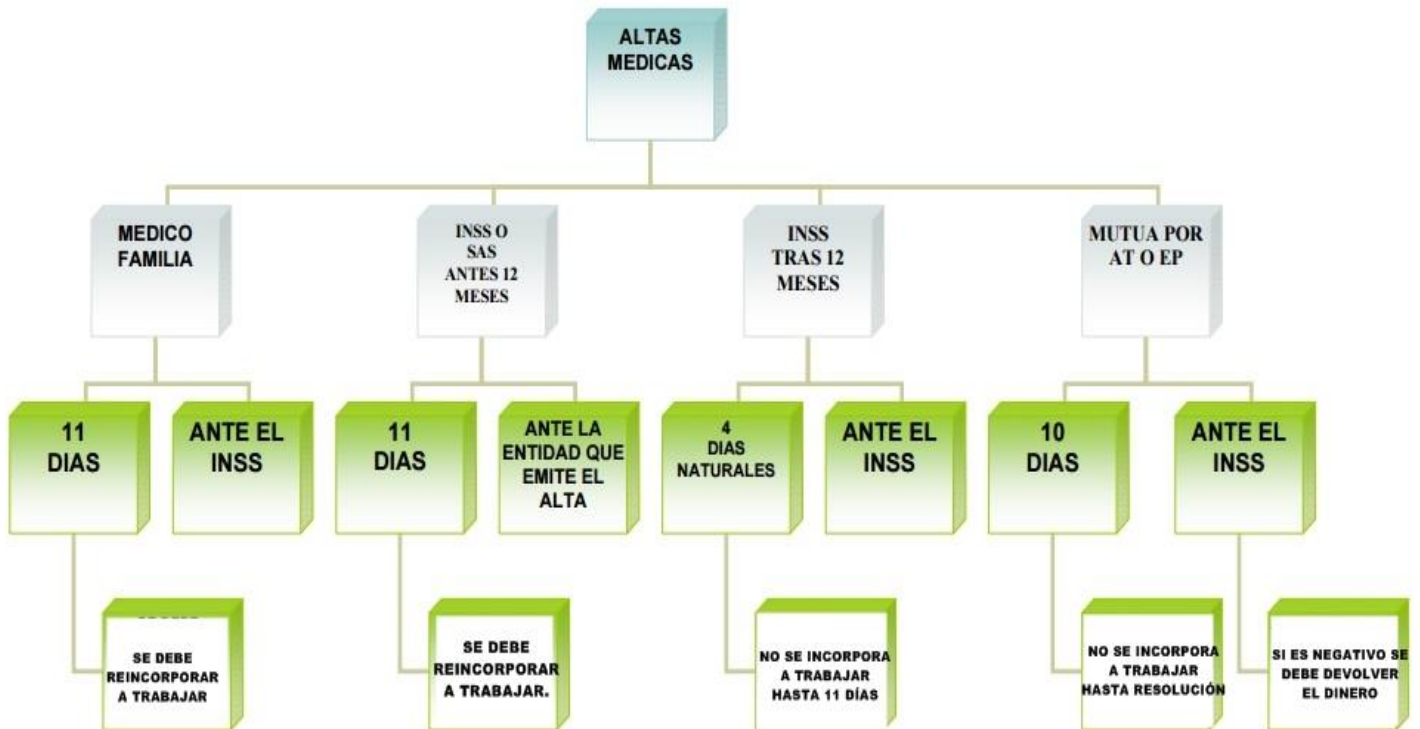 ALTAS
MEDICAS
MEDICO
FAMILIA
INSS O
SAS
ANTES 12
MESES
INSS
TRAS 12
MESES
MUTUA POR
AT O EP
11
DIAS
ANTE EL
INSS
11
DIAS
ANTE LA
ENTIDAD QUE
EMITE EL
ALTA
4
DIAS
NATURALES
ANTE EL
INSS
10
DIAS
ANTE EL
INSS
SE DEBE
REINCORPORAR
A TRABAJAR
SE DEBE
REINCORPORAR
A TRABAJAR.
NO SE INCORPORA
A TRABAJAR
HASTA 11 DÍAS
NO SE INCORPORA
A TRABAJAR
HASTA RESOLUCIÓN
SI ES NEGATIVO SE
DEBE DEVOLVER
EL DINERO